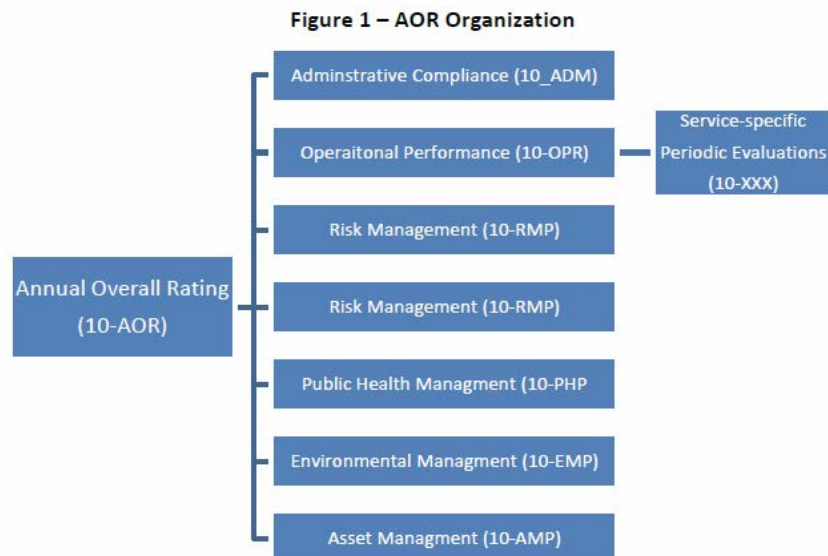 Figure 1 – AOR Organization
Adminstrative Compliance (10_ADM)
Operaitonal Performance (10-OPR)
Service-specific
Periodic Evaluations
(10-XXX)
Risk Management (10-RMP)
Annual Overall Rating
(10-AOR)
Risk Management (10-RMP)
Public Health Managment (10-PHP
Environmental Managment (10-EMP)
Asset Managment (10-AMP)